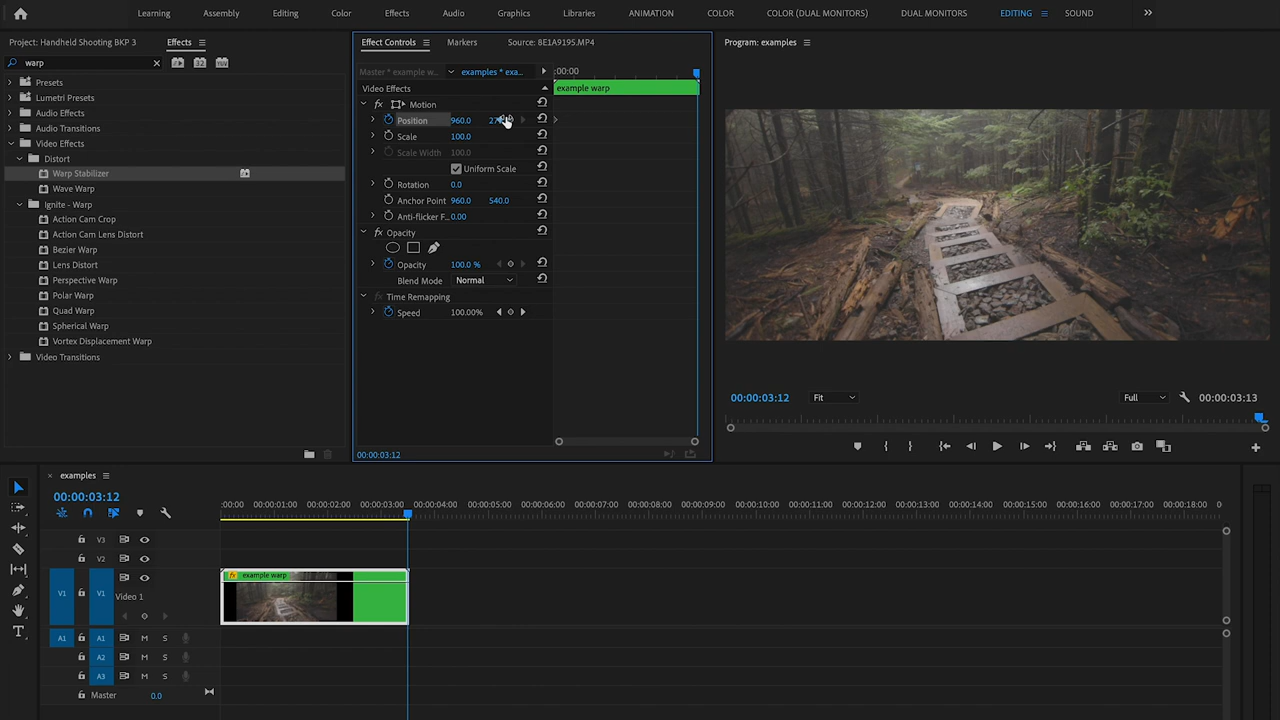 Learning Assembly Editing Color Effects Audio Graphics Libraries ANIMATION COLOR COLOR (DUAL MONITORS) DUAL MONITORS EDITING SOUND
Project: Handheld Shooting BKP 3 Effects
warp
Presets
Lumetri Presets
Audio Effects
Audio Transitions
Video Effects
Distort
Warp Stabilizer
Wave Warp
Ignite - Warp
Action Cam Crop
Action Cam Lens Distort
Bezier Warp
Lens Distort
Perspective Warp
Polar Warp
Quad Warp
Spherical Warp
Vortex Displacement Warp
Video Transitions
Effect Controls Markers Source: 8E1A9195.MP4
Master * example w... examples * exa... ;00:00
Video Effects example warp
fx Motion
Position 960.0
Scale 100.0
Scale Width 100.0
Uniform Scale
Rotation 0.0
Anchor Point 960.0 540.0
Anti-flicker F... 0.00
fx Opacity
Opacity 100.0 %
Blend Mode Normal
fx Time Remapping
Speed 100.00%
00:00:03:12
Program: examples
00:00:03:12 Fit Full 00:00:03:13
examples
00:00:03:12
:00:00 00:00:01:00 00:00:02:00 00:00:03:00 00:00:04:00 00:00:05:00 00:00:06:00 00:00:07:00 00:00:08:00 00:00:09:00 00:00:10:00 00:00:11:00 00:00:12:00 00:00:13:00 00:00:14:00 00:00:15:00 00:00:16:00 00:00:17:00 00:00:18:00 0
V3
V2
fx example warp
V1 V1 Video 1
A1 A1 M S
A2 M S
A3 M S
Master 0.0